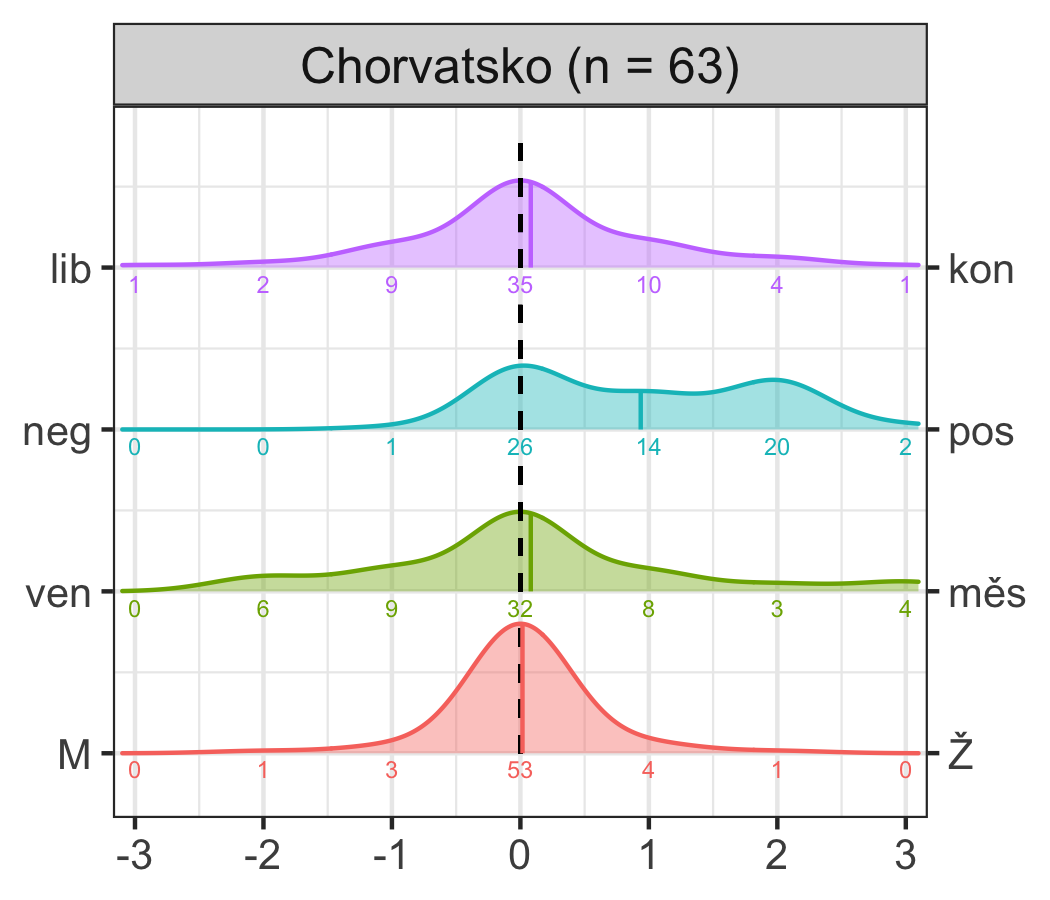 Chorvatsko (n = 63)
lib kon
1 2 9 35 10 4 1
neg pos
0 0 1 26 14 20 2
ven měs
0 6 9 32 8 3 4
M Ž
0 1 3 53 4 1 0
-3 -2 -1 0 1 2 3